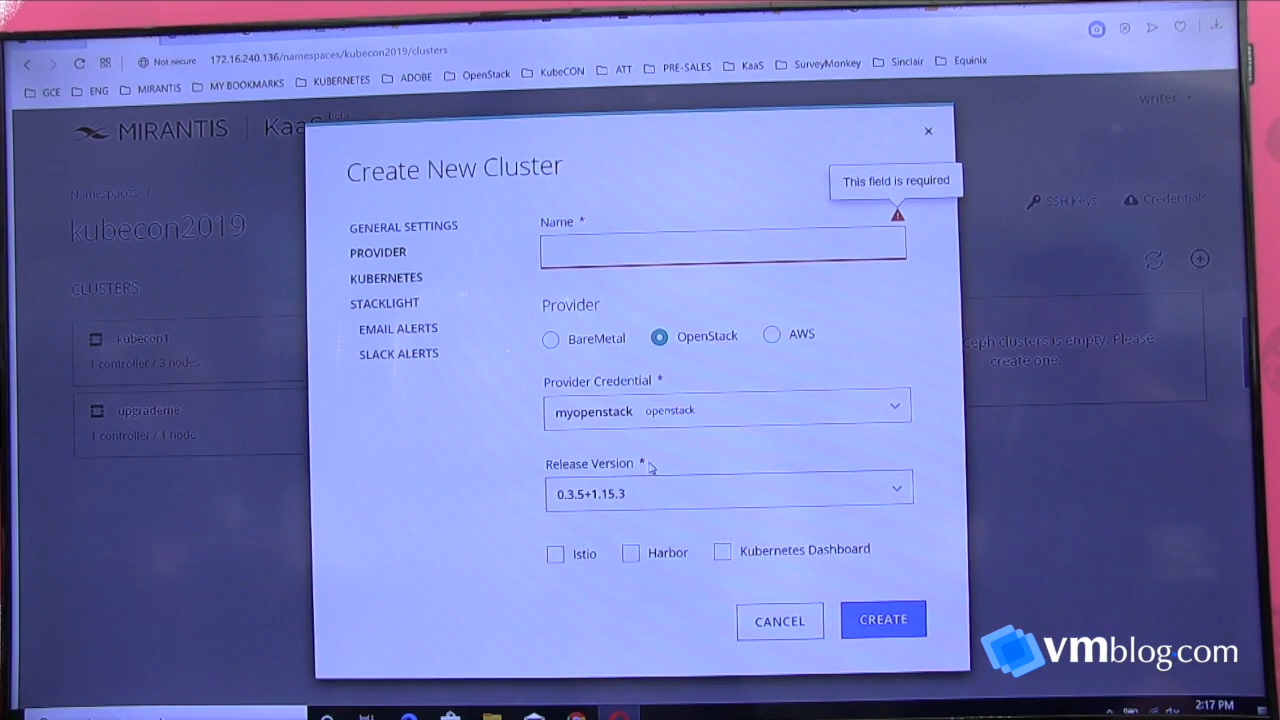 Not secure 172.16.240.136/namespaces/kubecon2019/clusters
GCE ENG MIRANTIS MY BOOKMARKS KUBERNETES ADOBE OpenStack KubeCON ATT PRE-SALES KaaS SurveyMonkey Sinclair Equinix
MIRANTIS KaaS beta
writer
Namespaces /
kubecon2019
SSH Keys Credentials
CLUSTERS
kubecon1
1 controller / 3 nodes
upgrademe
1 controller / 1 node
Ceph clusters is empty. Please
create one.
Create New Cluster
×
This field is required
GENERAL SETTINGS
PROVIDER
KUBERNETES
STACKLIGHT
EMAIL ALERTS
SLACK ALERTS
Name *
Provider
BareMetal OpenStack AWS
Provider Credential *
myopenstack openstack
Release Version *
0.3.5+1.15.3
Istio Harbor Kubernetes Dashboard
CANCEL CREATE
vmblog.com
2:17 PM